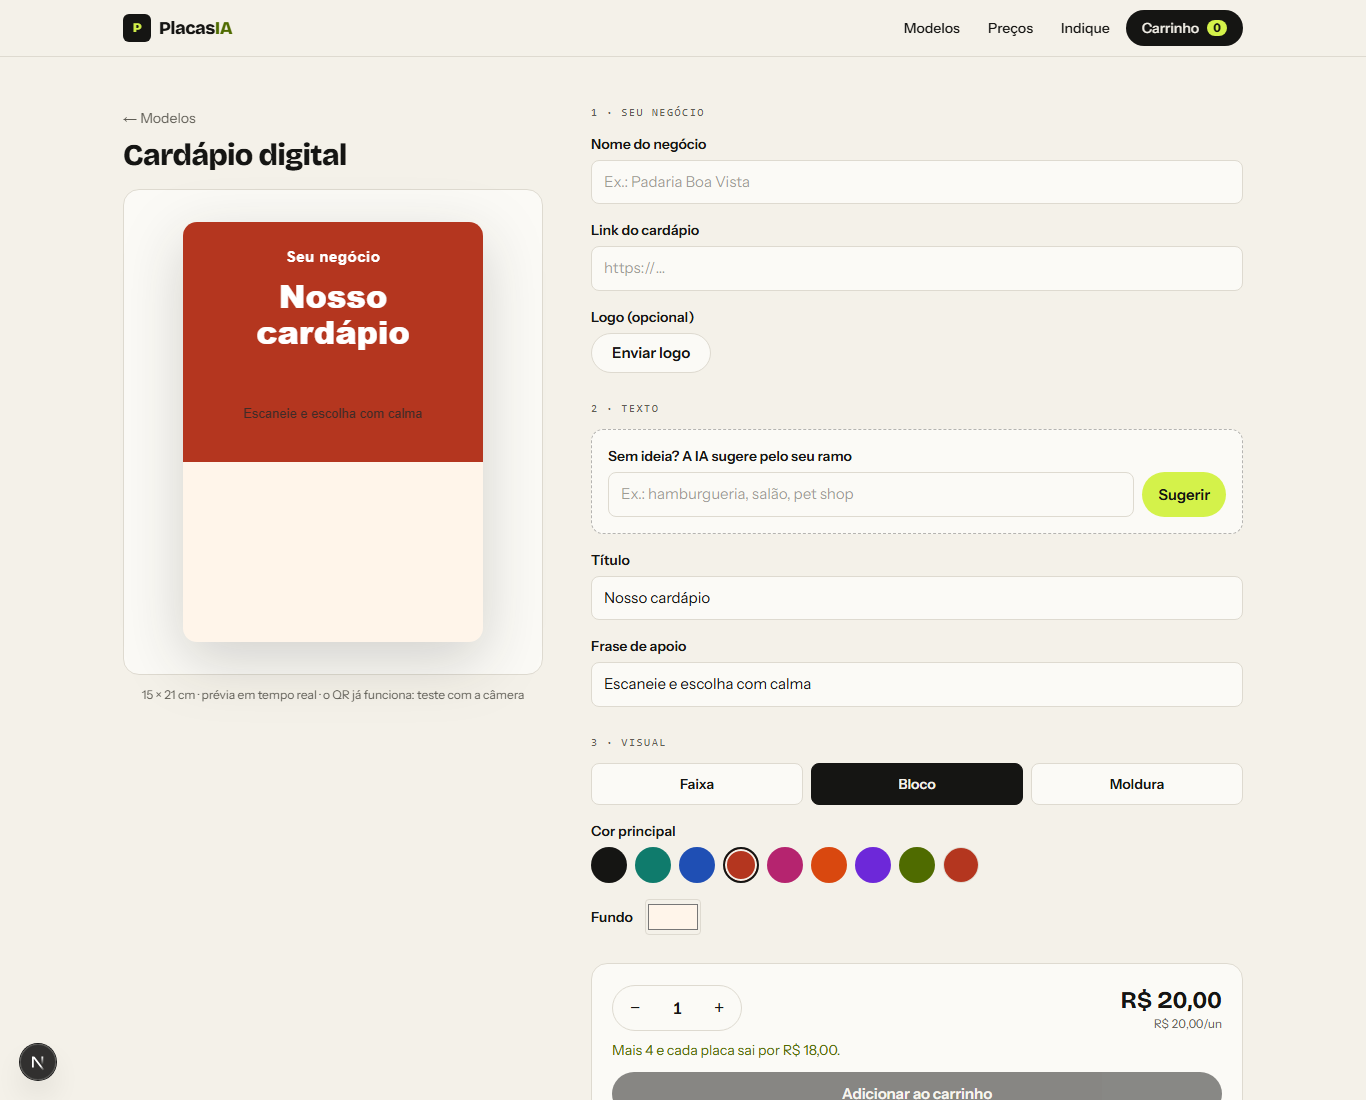 P PlacasIA
Modelos Preços Indique Carrinho 0
← Modelos
Cardápio digital
Seu negócio
Nosso
cardápio
Escaneie e escolha com calma
15 × 21 cm · prévia em tempo real · o QR já funciona: teste com a câmera
1 · SEU NEGÓCIO
Nome do negócio
Ex.: Padaria Boa Vista
Link do cardápio
https://...
Logo (opcional)
Enviar logo
2 · TEXTO
Sem ideia? A IA sugere pelo seu ramo
Ex.: hamburgueria, salão, pet shop
Sugerir
Título
Nosso cardápio
Frase de apoio
Escaneie e escolha com calma
3 · VISUAL
Faixa Bloco Moldura
Cor principal
Fundo
− 1 +
R$ 20,00
R$ 20,00/un
Mais 4 e cada placa sai por R$ 18,00.
Adicionar ao carrinho
N